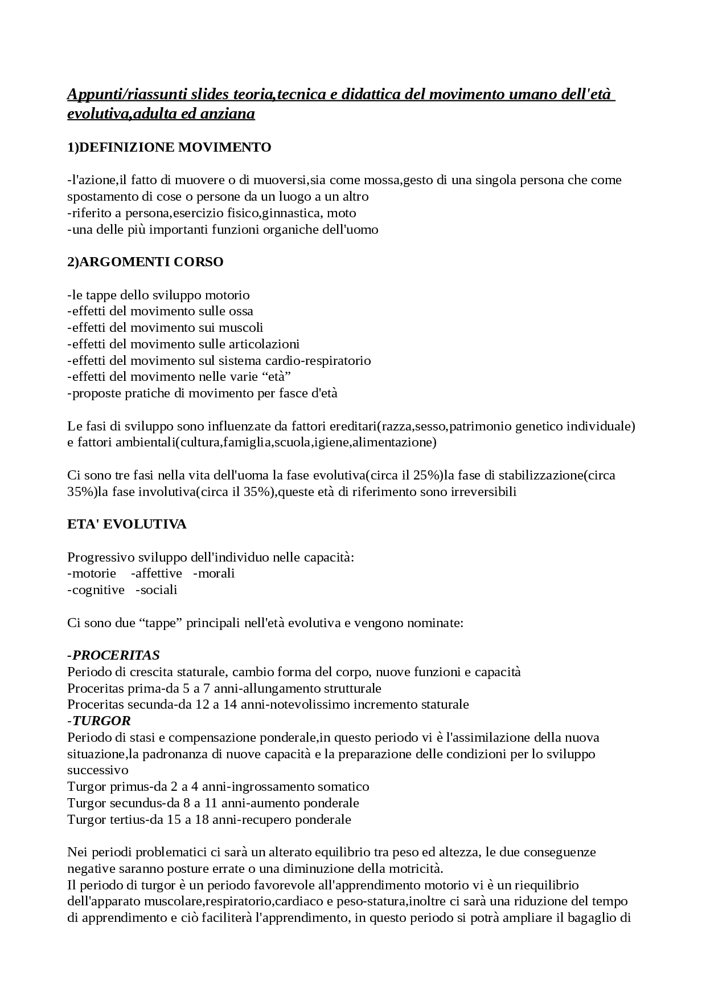 Appunti/riassunti slides teoria,tecnica e didattica del movimento umano dell'età
evolutiva,adulta ed anziana
1)DEFINIZIONE MOVIMENTO
-l'azione,il fatto di muovere o di muoversi,sia come mossa,gesto di una singola persona che come
spostamento di cose o persone da un luogo a un altro
-riferito a persona,esercizio fisico,ginnastica, moto
-una delle più importanti funzioni organiche dell'uomo
2)ARGOMENTI CORSO
-le tappe dello sviluppo motorio
-effetti del movimento sulle ossa
-effetti del movimento sui muscoli
-effetti del movimento sulle articolazioni
-effetti del movimento sul sistema cardio-respiratorio
-effetti del movimento nelle varie “età”
-proposte pratiche di movimento per fasce d'età
Le fasi di sviluppo sono influenzate da fattori ereditari(razza,sesso,patrimonio genetico individuale)
e fattori ambientali(cultura,famiglia,scuola,igiene,alimentazione)
Ci sono tre fasi nella vita dell'uoma la fase evolutiva(circa il 25%)la fase di stabilizzazione(circa
35%)la fase involutiva(circa il 35%),queste età di riferimento sono irreversibili
ETA' EVOLUTIVA
Progressivo sviluppo dell'individuo nelle capacità:
-motorie -affettive -morali
-cognitive -sociali
Ci sono due “tappe” principali nell'età evolutiva e vengono nominate:
-PROCERITAS
Periodo di crescita staturale, cambio forma del corpo, nuove funzioni e capacità
Proceritas prima-da 5 a 7 anni-allungamento strutturale
Proceritas secunda-da 12 a 14 anni-notevolissimo incremento staturale
-TURGOR
Periodo di stasi e compensazione ponderale,in questo periodo vi è l'assimilazione della nuova
situazione,la padronanza di nuove capacità e la preparazione delle condizioni per lo sviluppo
successivo
Turgor primus-da 2 a 4 anni-ingrossamento somatico
Turgor secundus-da 8 a 11 anni-aumento ponderale
Turgor tertius-da 15 a 18 anni-recupero ponderale
Nei periodi problematici ci sarà un alterato equilibrio tra peso ed altezza, le due conseguenze
negative saranno posture errate o una diminuzione della motricità.
Il periodo di turgor è un periodo favorevole all'apprendimento motorio vi è un riequilibrio
dell'apparato muscolare,respiratorio,cardiaco e peso-statura,inoltre ci sarà una riduzione del tempo
di apprendimento e ciò faciliterà l'apprendimento, in questo periodo si potrà ampliare il bagaglio di